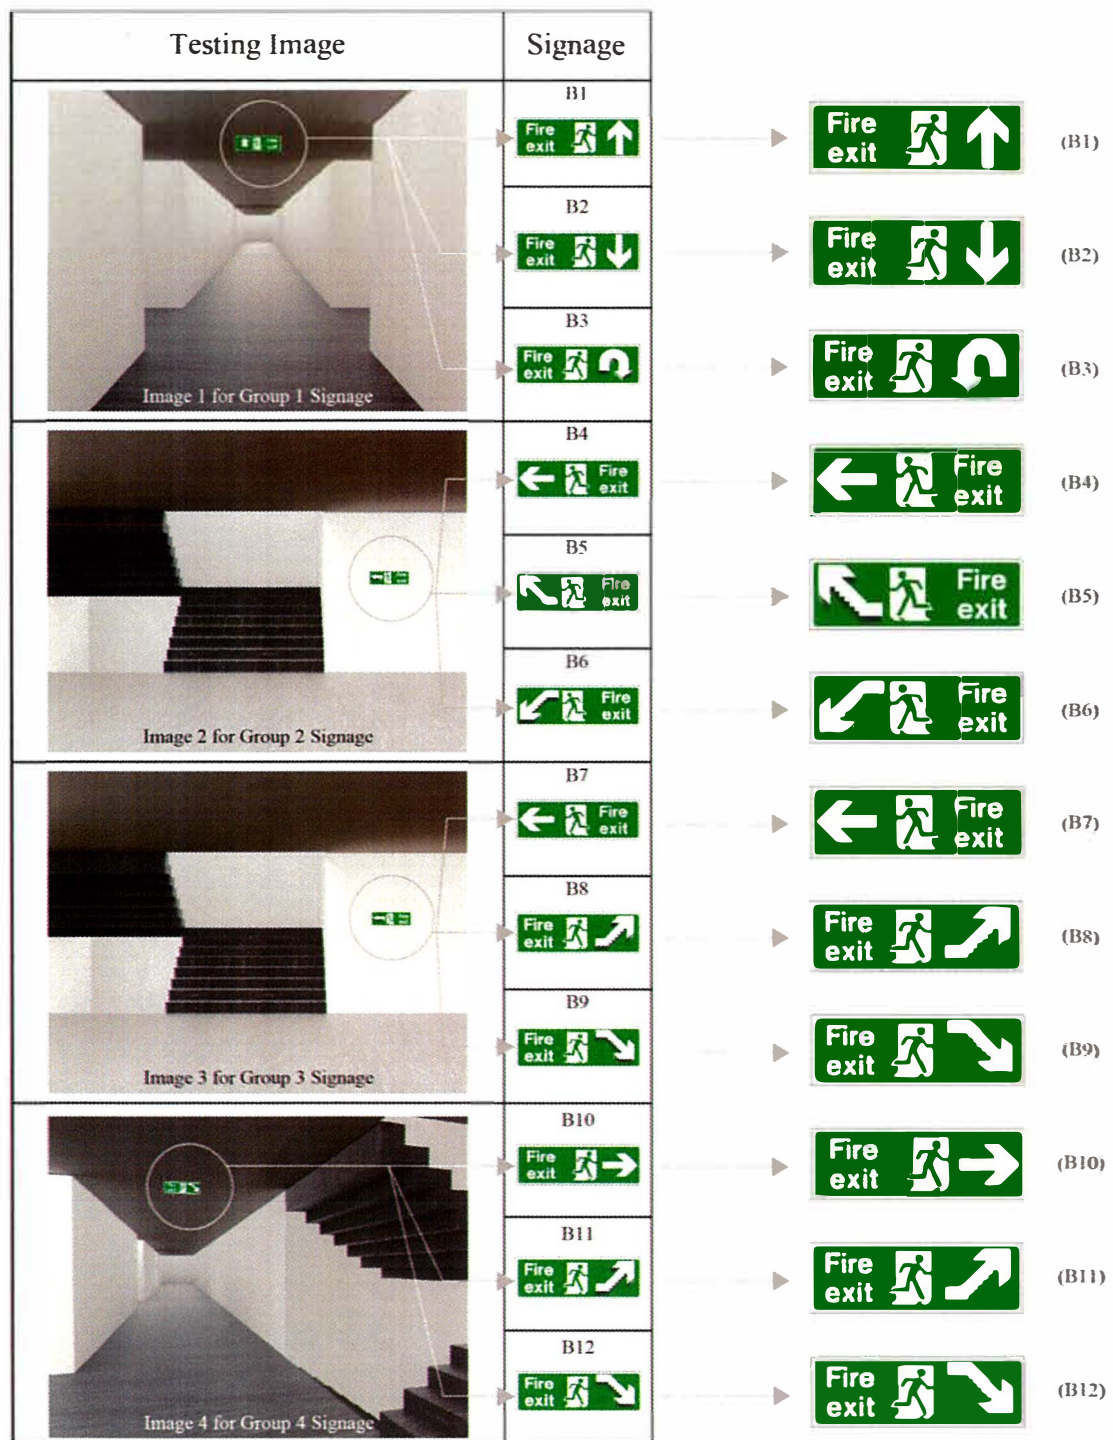 Testing Image
Signage
B1
Fire
exit
Fire
exit
(B1)
B2
Fire
exit
Fire
exit
(B2)
B3
Fire
exit
Fire
exit
(B3)
Image 1 for Group 1 Signage
B4
Fire
exit
Fire
exit
(B4)
B5
Fire
exit
Fire
exit
(B5)
B6
Fire
exit
Fire
exit
(B6)
Image 2 for Group 2 Signage
B7
Fire
exit
Fire
exit
(B7)
B8
Fire
exit
Fire
exit
(B8)
B9
Fire
exit
Fire
exit
(B9)
Image 3 for Group 3 Signage
B10
Fire
exit
Fire
exit
(B10)
B11
Fire
exit
Fire
exit
(B11)
B12
Fire
exit
Fire
exit
(B12)
Image 4 for Group 4 Signage